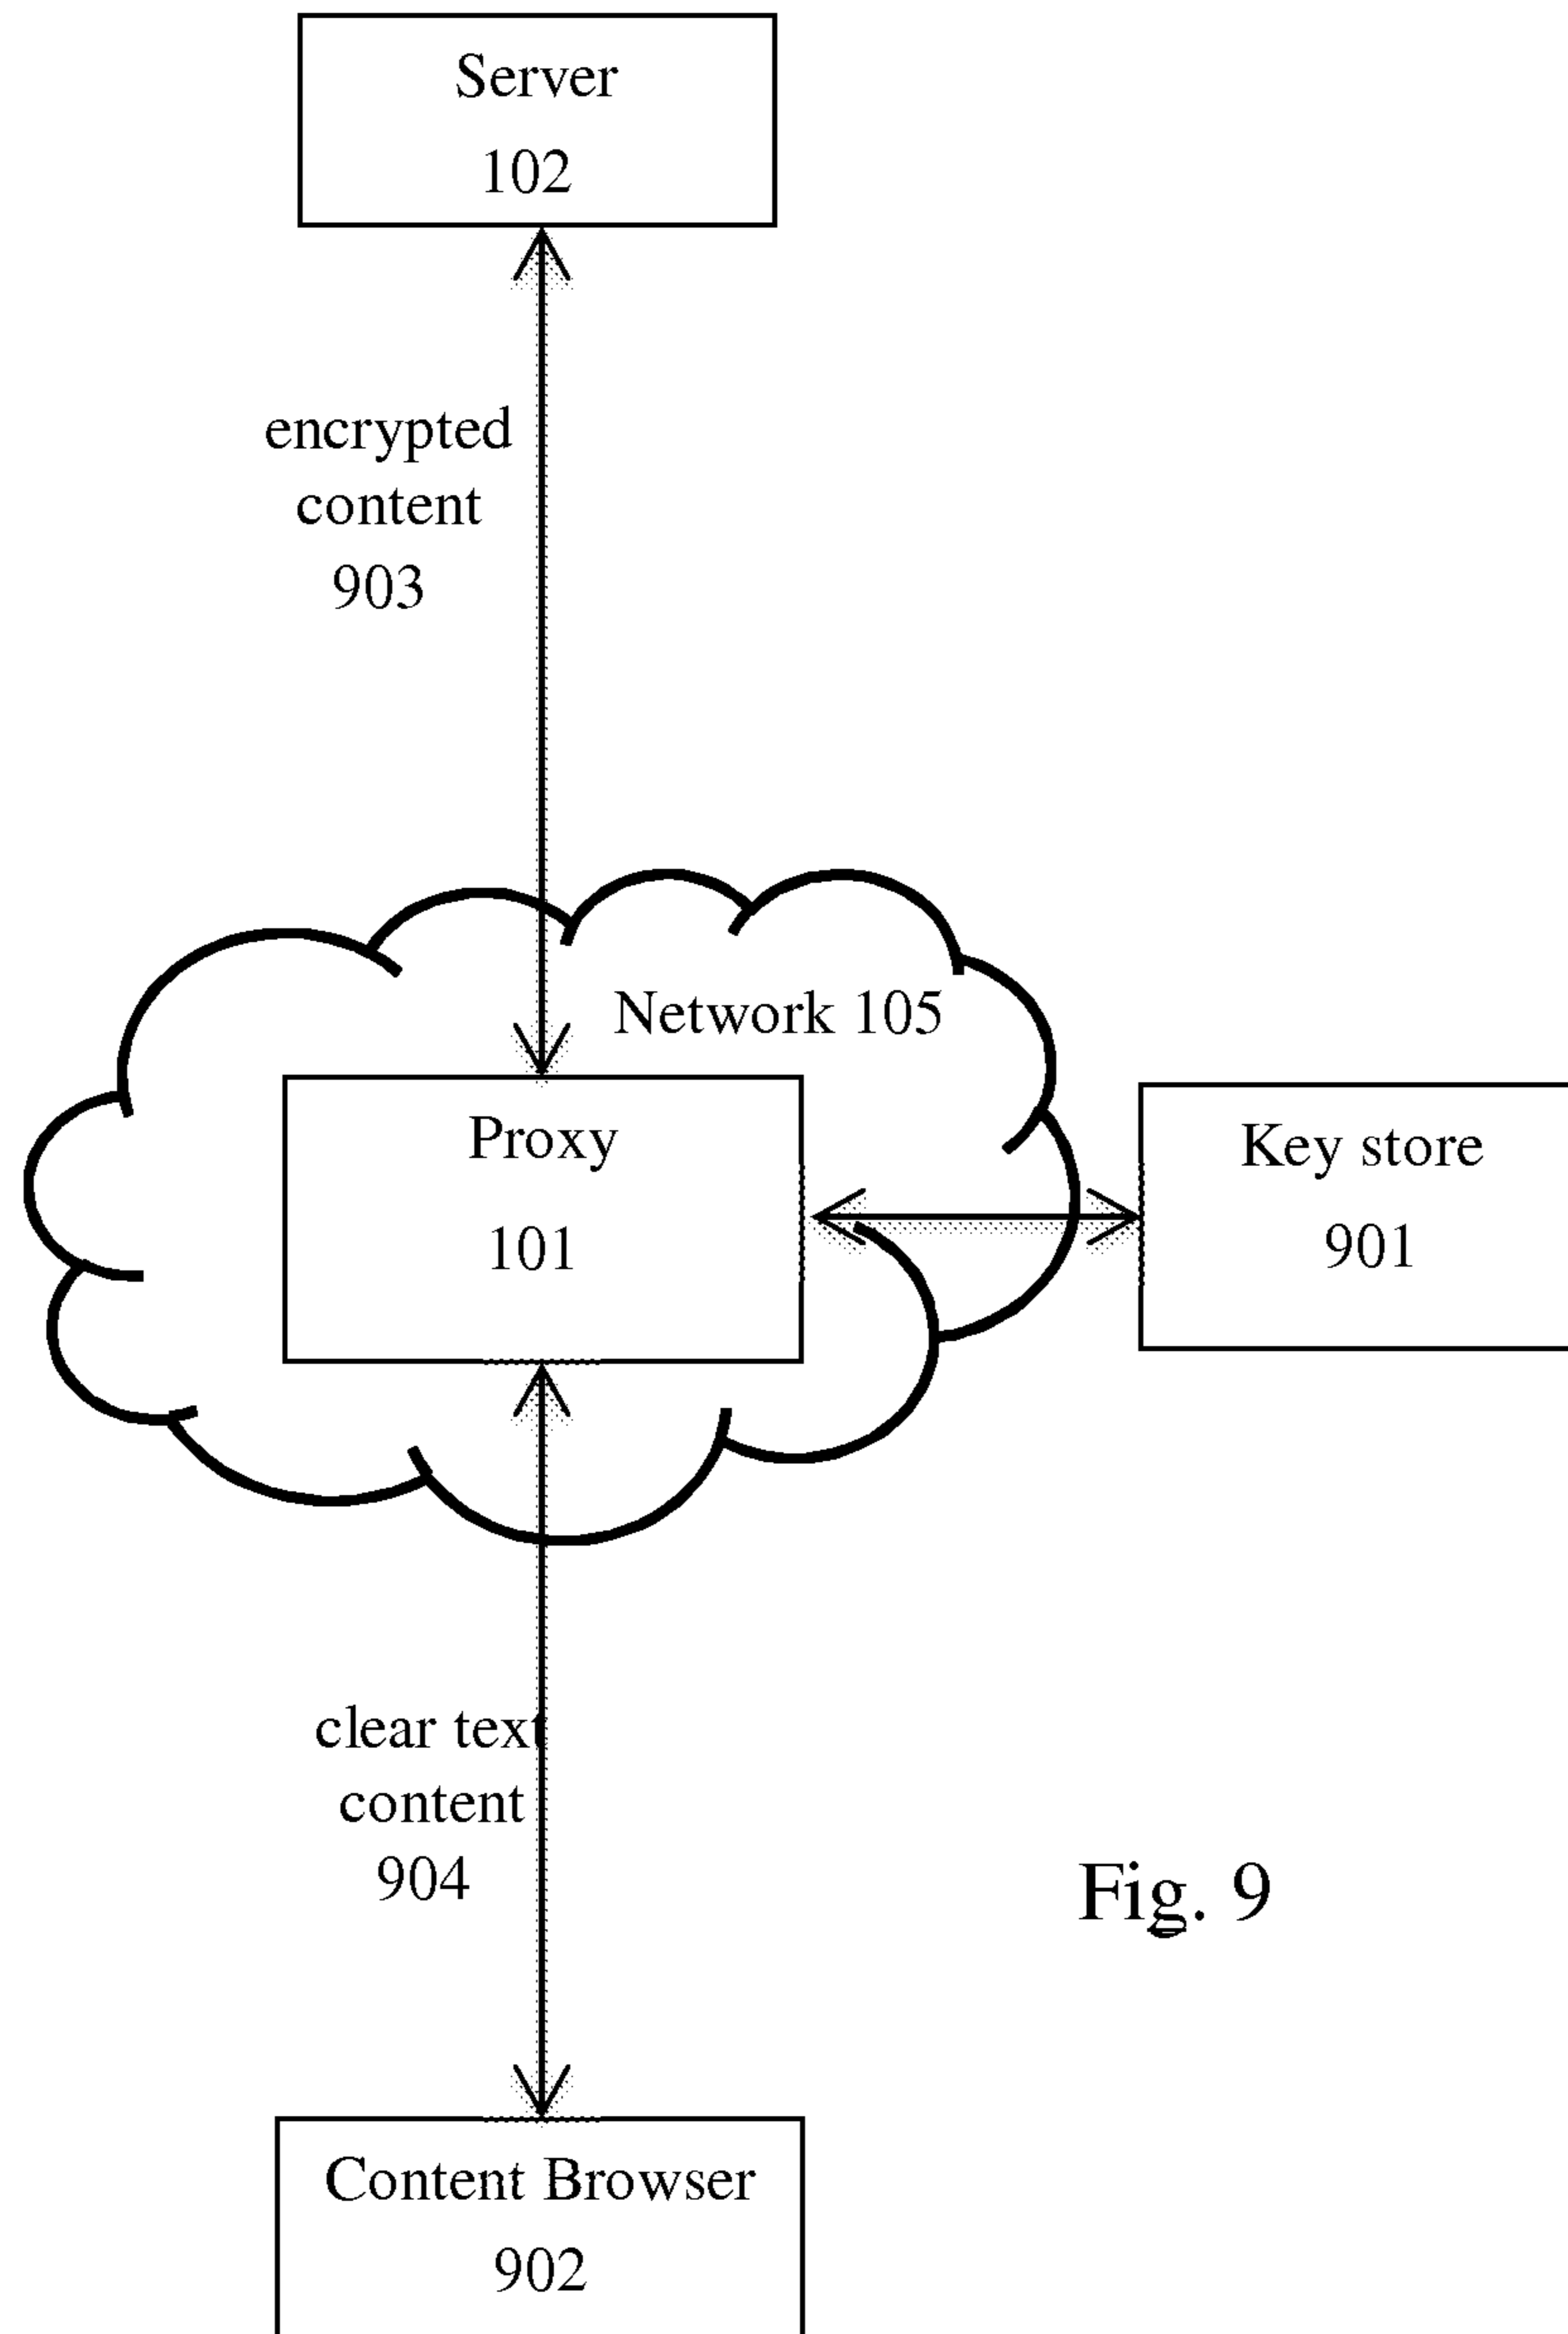 Server
102
encrypted
content
903
Network 105
Proxy
101
Key store
901
clear text
content
904
Fig. 9
Content Browser
902